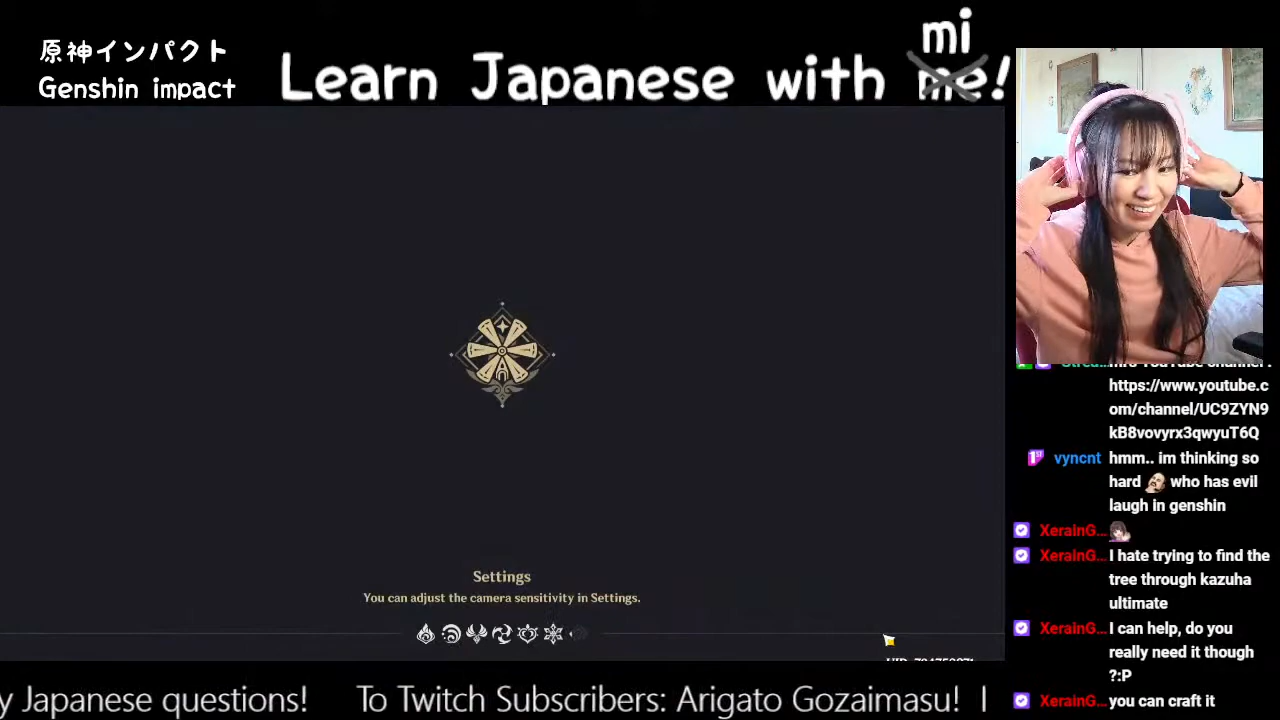 原神インパクト
Genshin impact
Learn Japanese with me!
mi
https://www.youtube.c
om/channel/UC9ZYN9
kB8vovyrx3qwyuT6Q
vyncnt hmm.. im thinking so
hard who has evil
laugh in genshin
XerainG...
XerainG... I hate trying to find the
tree through kazuha
ultimate
XerainG... I can help, do you
really need it though
?:P
XerainG... you can craft it
Settings
You can adjust the camera sensitivity in Settings.
y Japanese questions! To Twitch Subscribers: Arigato Gozaimasu! |